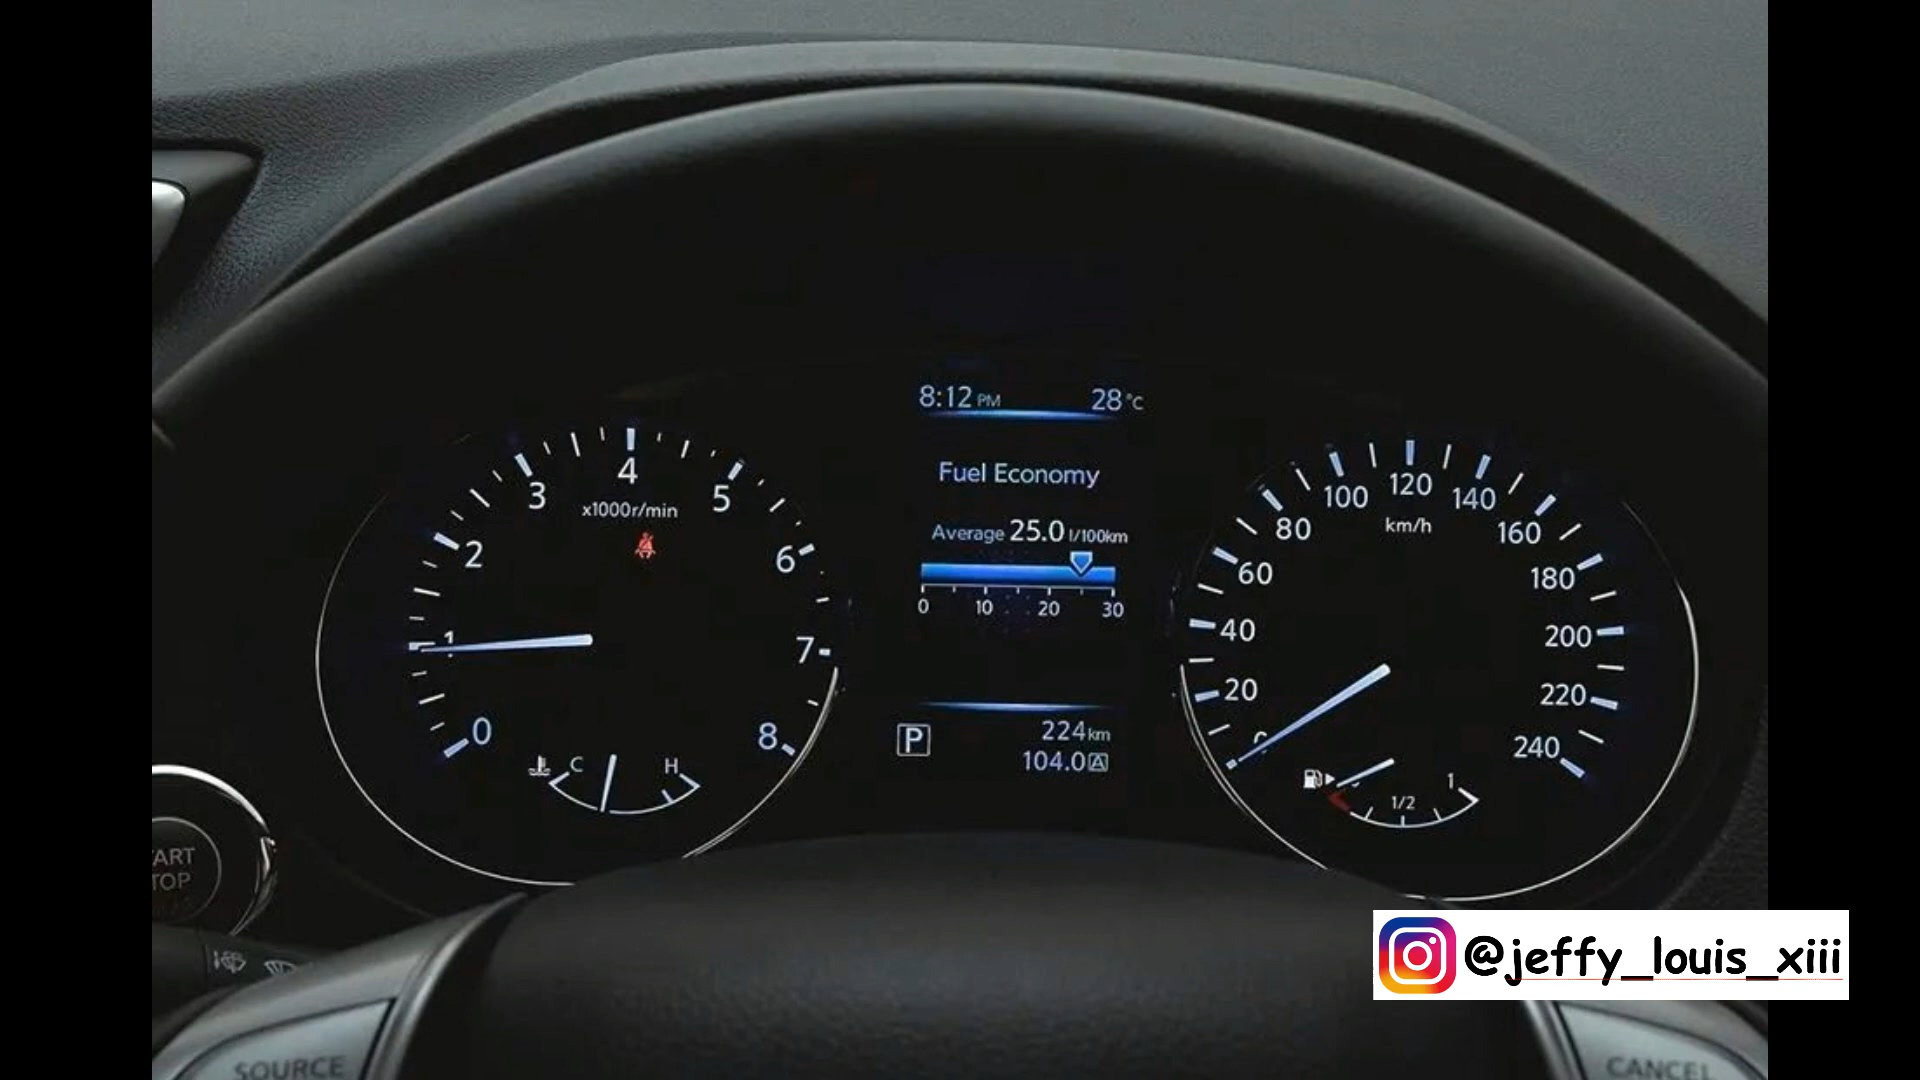 8:12 PM 28°C
Fuel Economy
Average 25.0 l/100km
0 10 20 30
P 224km
104.0 A
0 1 2 3 4 5 6 7 8
x1000r/min
C H
0 20 40 60 80 100 120 140 160 180 200 220 240
km/h
1/2 1
ART
TOP
SOURCE
CANCEL
@jeffy_louis_xiii